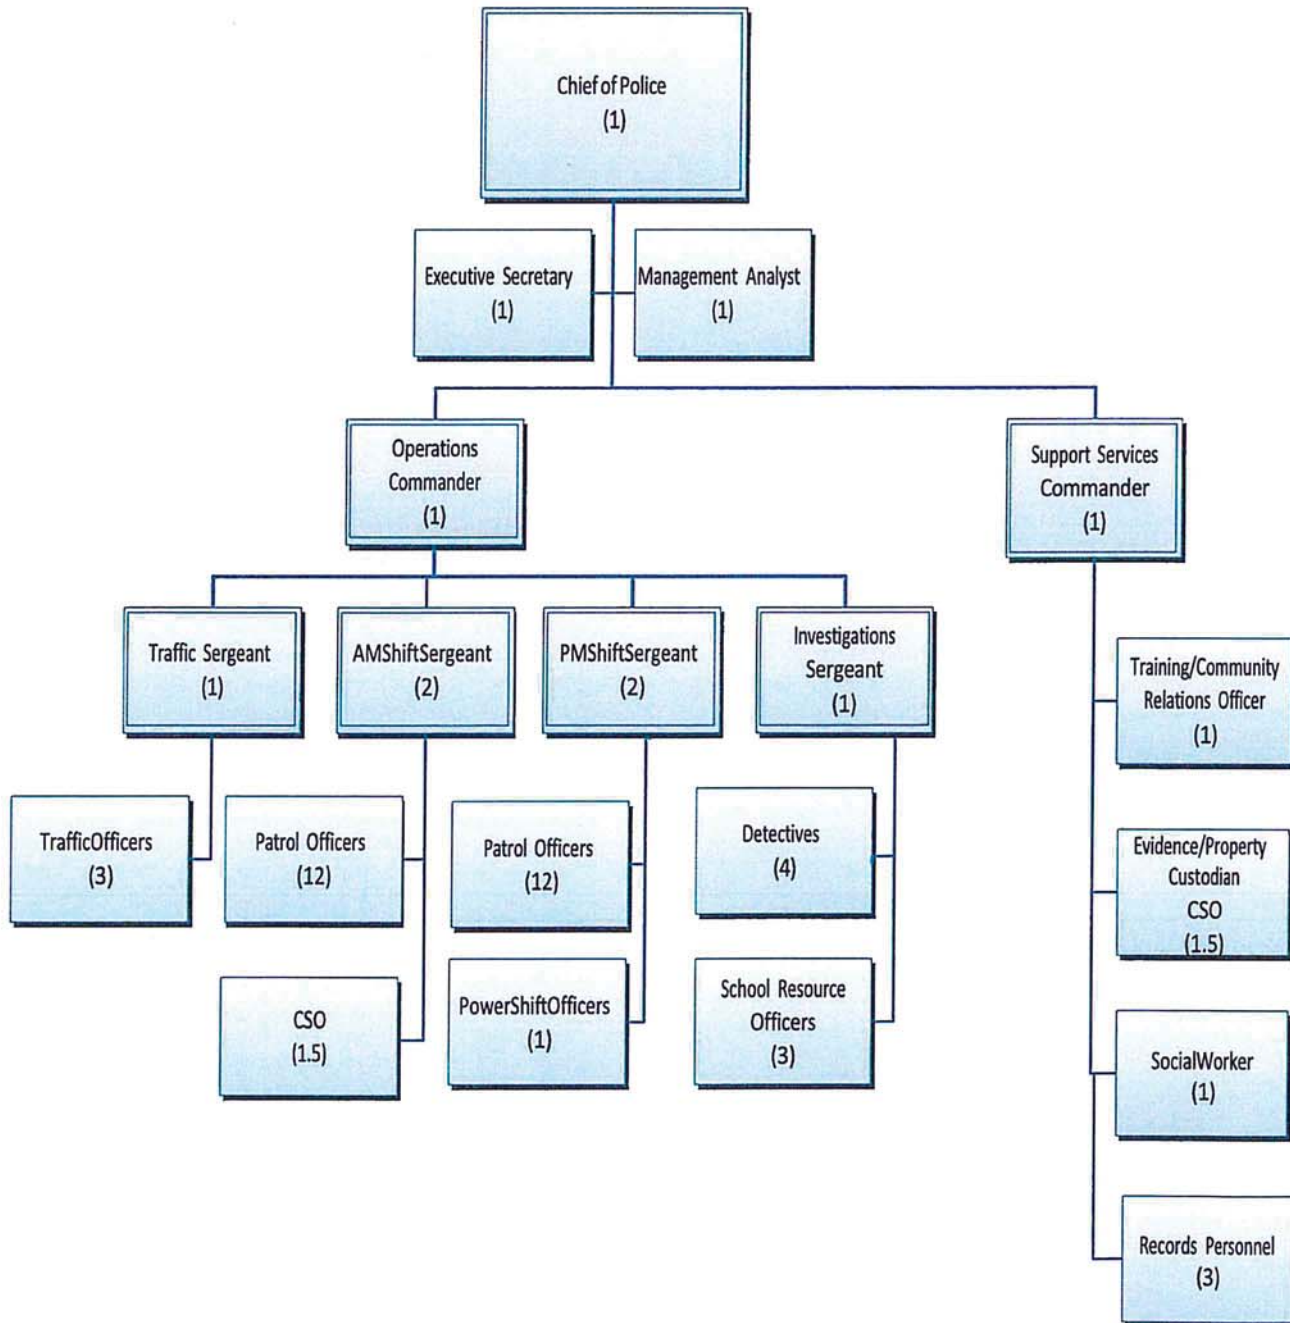 Chief of Police
(1)
Executive Secretary
(1)
Management Analyst
(1)
Operations
Commander
(1)
Support Services
Commander
(1)
Traffic Sergeant
(1)
AMShiftSergeant
(2)
PMShiftSergeant
(2)
Investigations
Sergeant
(1)
TrafficOfficers
(3)
Patrol Officers
(12)
CSO
(1.5)
Patrol Officers
(12)
PowerShiftOfficers
(1)
Detectives
(4)
School Resource
Officers
(3)
Training/Community
Relations Officer
(1)
Evidence/Property
Custodian
CSO
(1.5)
SocialWorker
(1)
Records Personnel
(3)